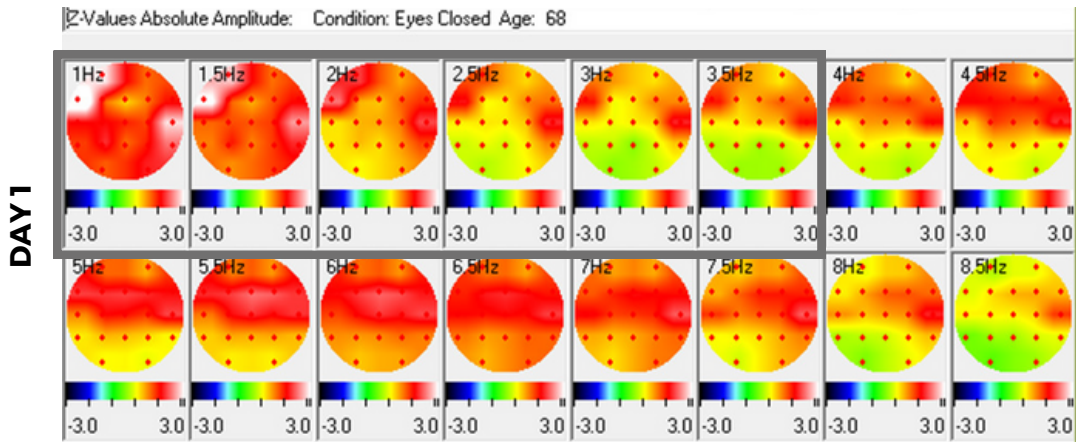 Z-Values Absolute Amplitude: Condition: Eyes Closed Age: 68
DAY 1
1Hz 1.5Hz 2Hz 2.5Hz 3Hz 3.5Hz 4Hz 4.5Hz
-3.0 3.0 -3.0 3.0 -3.0 3.0 -3.0 3.0 -3.0 3.0 -3.0 3.0 -3.0 3.0 -3.0 3.0
5Hz 5.5Hz 6Hz 6.5Hz 7Hz 7.5Hz 8Hz 8.5Hz
-3.0 3.0 -3.0 3.0 -3.0 3.0 -3.0 3.0 -3.0 3.0 -3.0 3.0 -3.0 3.0 -3.0 3.0